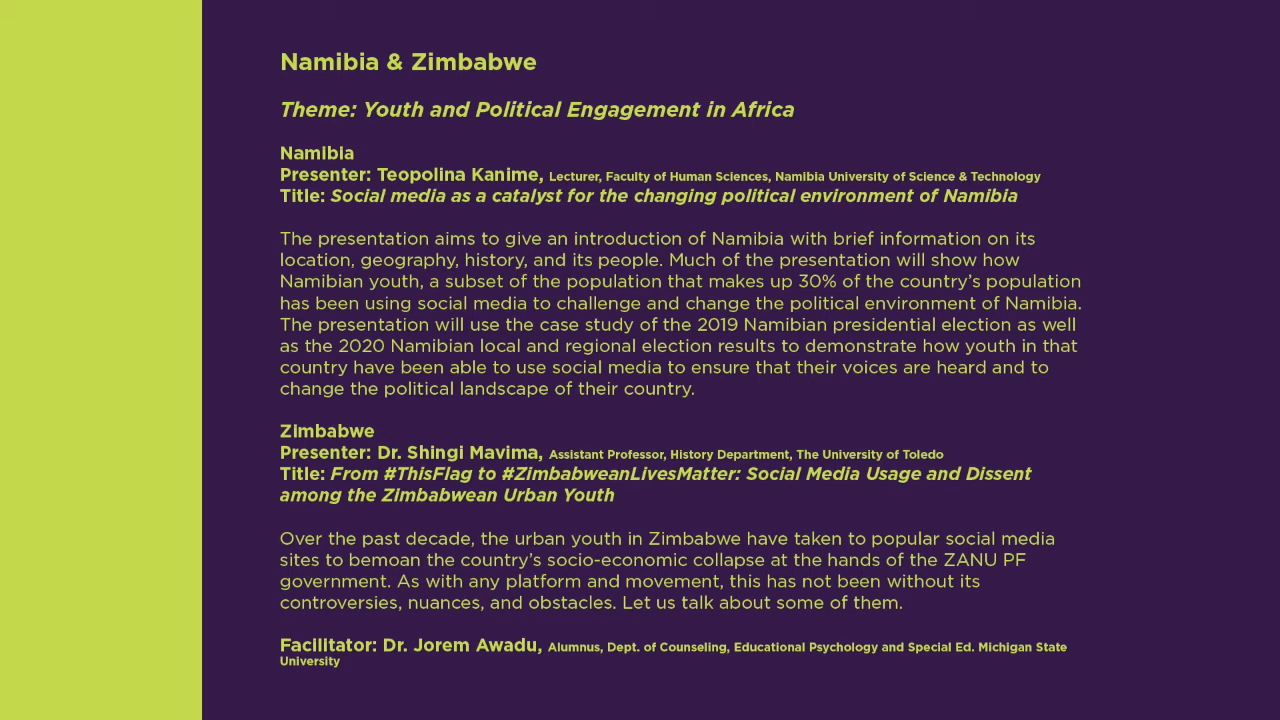 Namibia & Zimbabwe
Theme: Youth and Political Engagement in Africa
Namibia
Presenter: Teopolina Kanime, Lecturer, Faculty of Human Sciences, Namibia University of Science & Technology
Title: Social media as a catalyst for the changing political environment of Namibia
The presentation aims to give an introduction of Namibia with brief information on its
location, geography, history, and its people. Much of the presentation will show how
Namibian youth, a subset of the population that makes up 30% of the country’s population
has been using social media to challenge and change the political environment of Namibia.
The presentation will use the case study of the 2019 Namibian presidential election as well
as the 2020 Namibian local and regional election results to demonstrate how youth in that
country have been able to use social media to ensure that their voices are heard and to
change the political landscape of their country.
Zimbabwe
Presenter: Dr. Shingi Mavima, Assistant Professor, History Department, The University of Toledo
Title: From #ThisFlag to #ZimbabweanLivesMatter: Social Media Usage and Dissent
among the Zimbabwean Urban Youth
Over the past decade, the urban youth in Zimbabwe have taken to popular social media
sites to bemoan the country’s socio-economic collapse at the hands of the ZANU PF
government. As with any platform and movement, this has not been without its
controversies, nuances, and obstacles. Let us talk about some of them.
Facilitator: Dr. Jorem Awadu, Alumnus, Dept. of Counseling, Educational Psychology and Special Ed. Michigan State
University